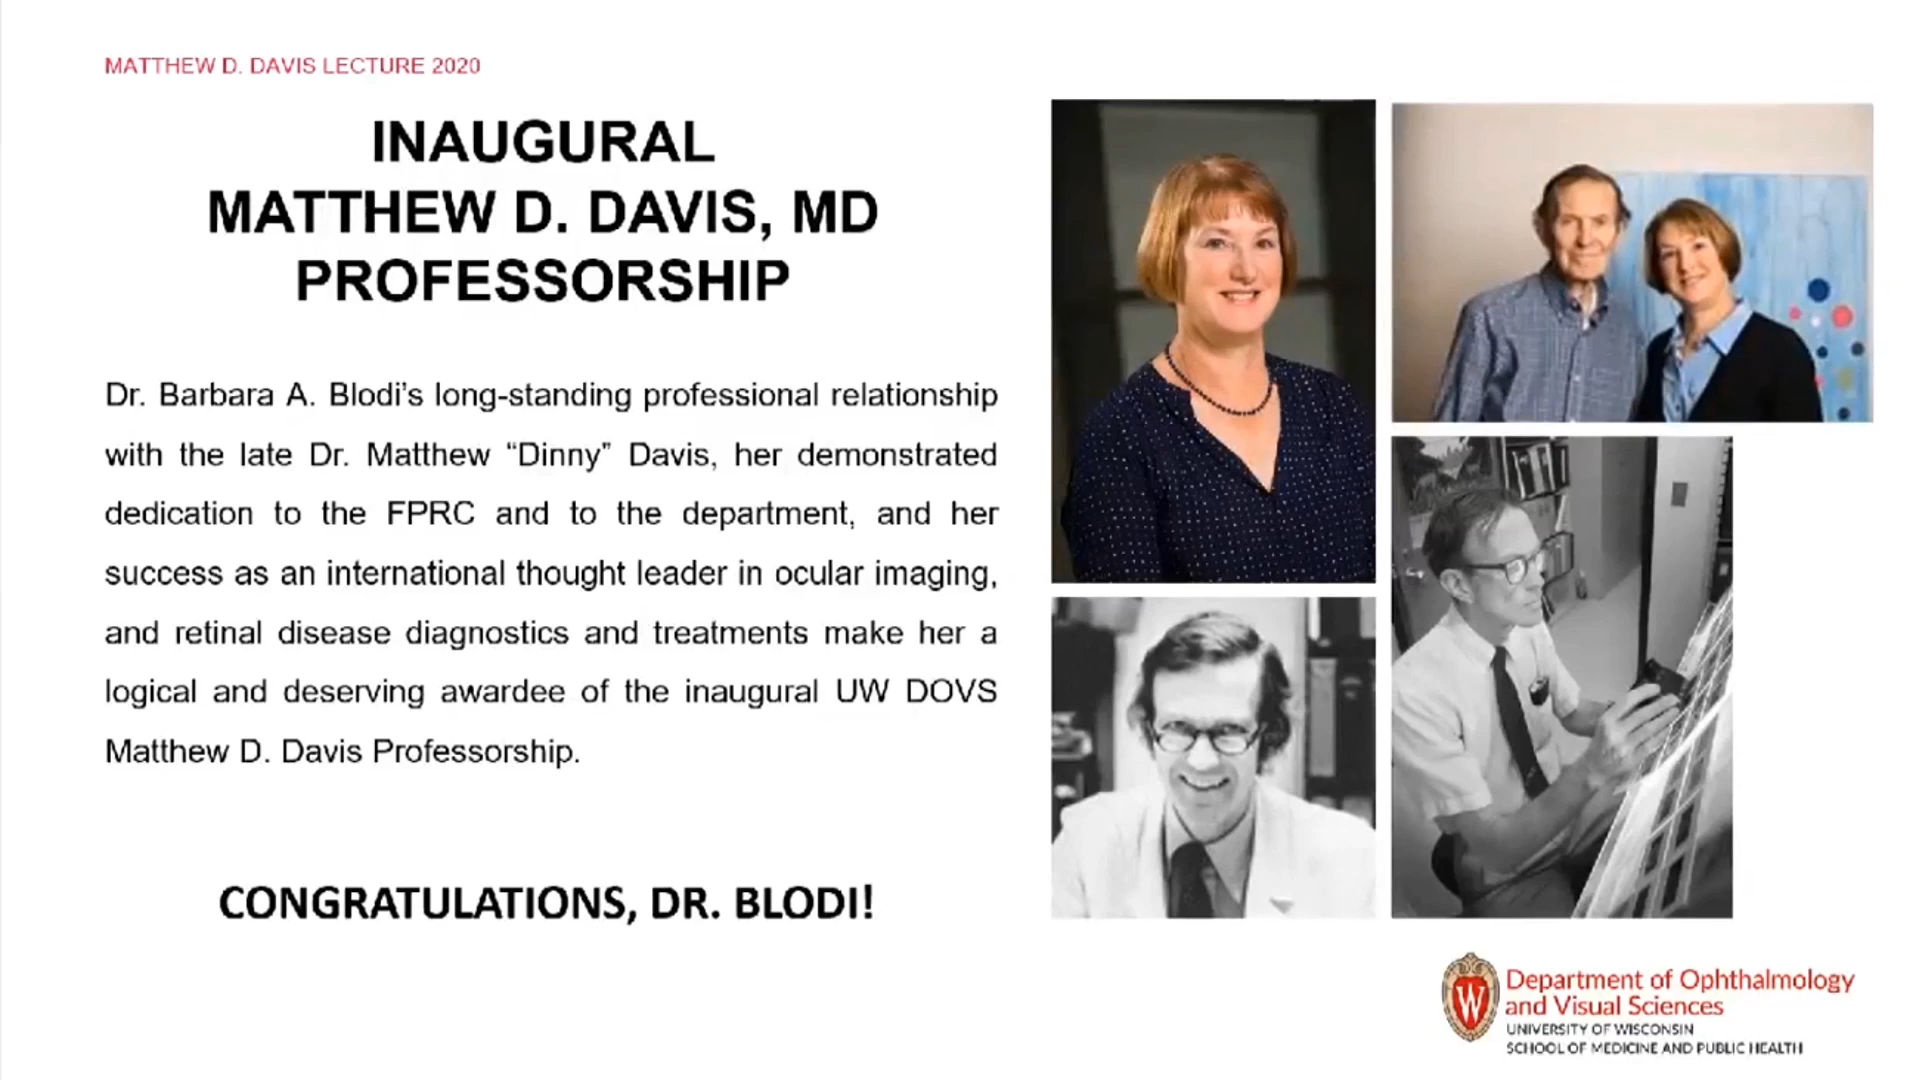 MATTHEW D. DAVIS LECTURE 2020
INAUGURAL
MATTHEW D. DAVIS, MD
PROFESSORSHIP
Dr. Barbara A. Blodi’s long-standing professional relationship
with the late Dr. Matthew “Dinny” Davis, her demonstrated
dedication to the FPRC and to the department, and her
success as an international thought leader in ocular imaging,
and retinal disease diagnostics and treatments make her a
logical and deserving awardee of the inaugural UW DOVS
Matthew D. Davis Professorship.
CONGRATULATIONS, DR. BLODI!
W
Department of Ophthalmology
and Visual Sciences
UNIVERSITY OF WISCONSIN
SCHOOL OF MEDICINE AND PUBLIC HEALTH